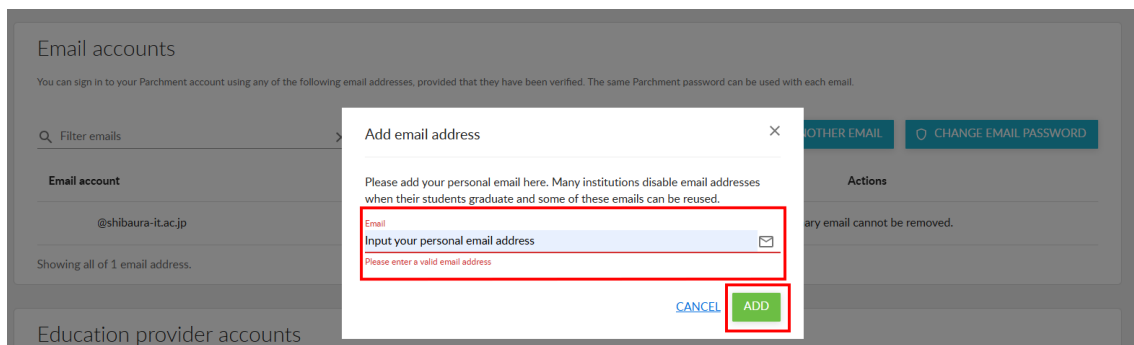 Email accounts
You can sign in to your Parchment account using any of the following email addresses, provided that they have been verified. The same Parchment password can be used with each email.
Filter emails
Add email address
NOTHER EMAIL
CHANGE EMAIL PASSWORD
Email account
Actions
Please add your personal email here. Many institutions disable email addresses
when their students graduate and some of these emails can be reused.
@shibaura-it.ac.jp
ary email cannot be removed.
Email
Input your personal email address
Please enter a valid email address
Showing all of 1 email address.
CANCEL
ADD
Education provider accounts